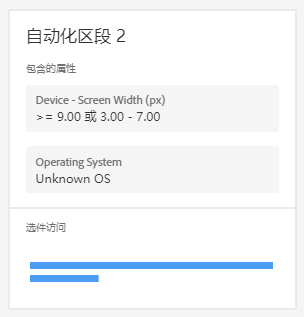 自动化区段 2
包含的属性
Device - Screen Width (px)
>= 9.00 或 3.00 - 7.00
Operating System
Unknown OS
选件访问